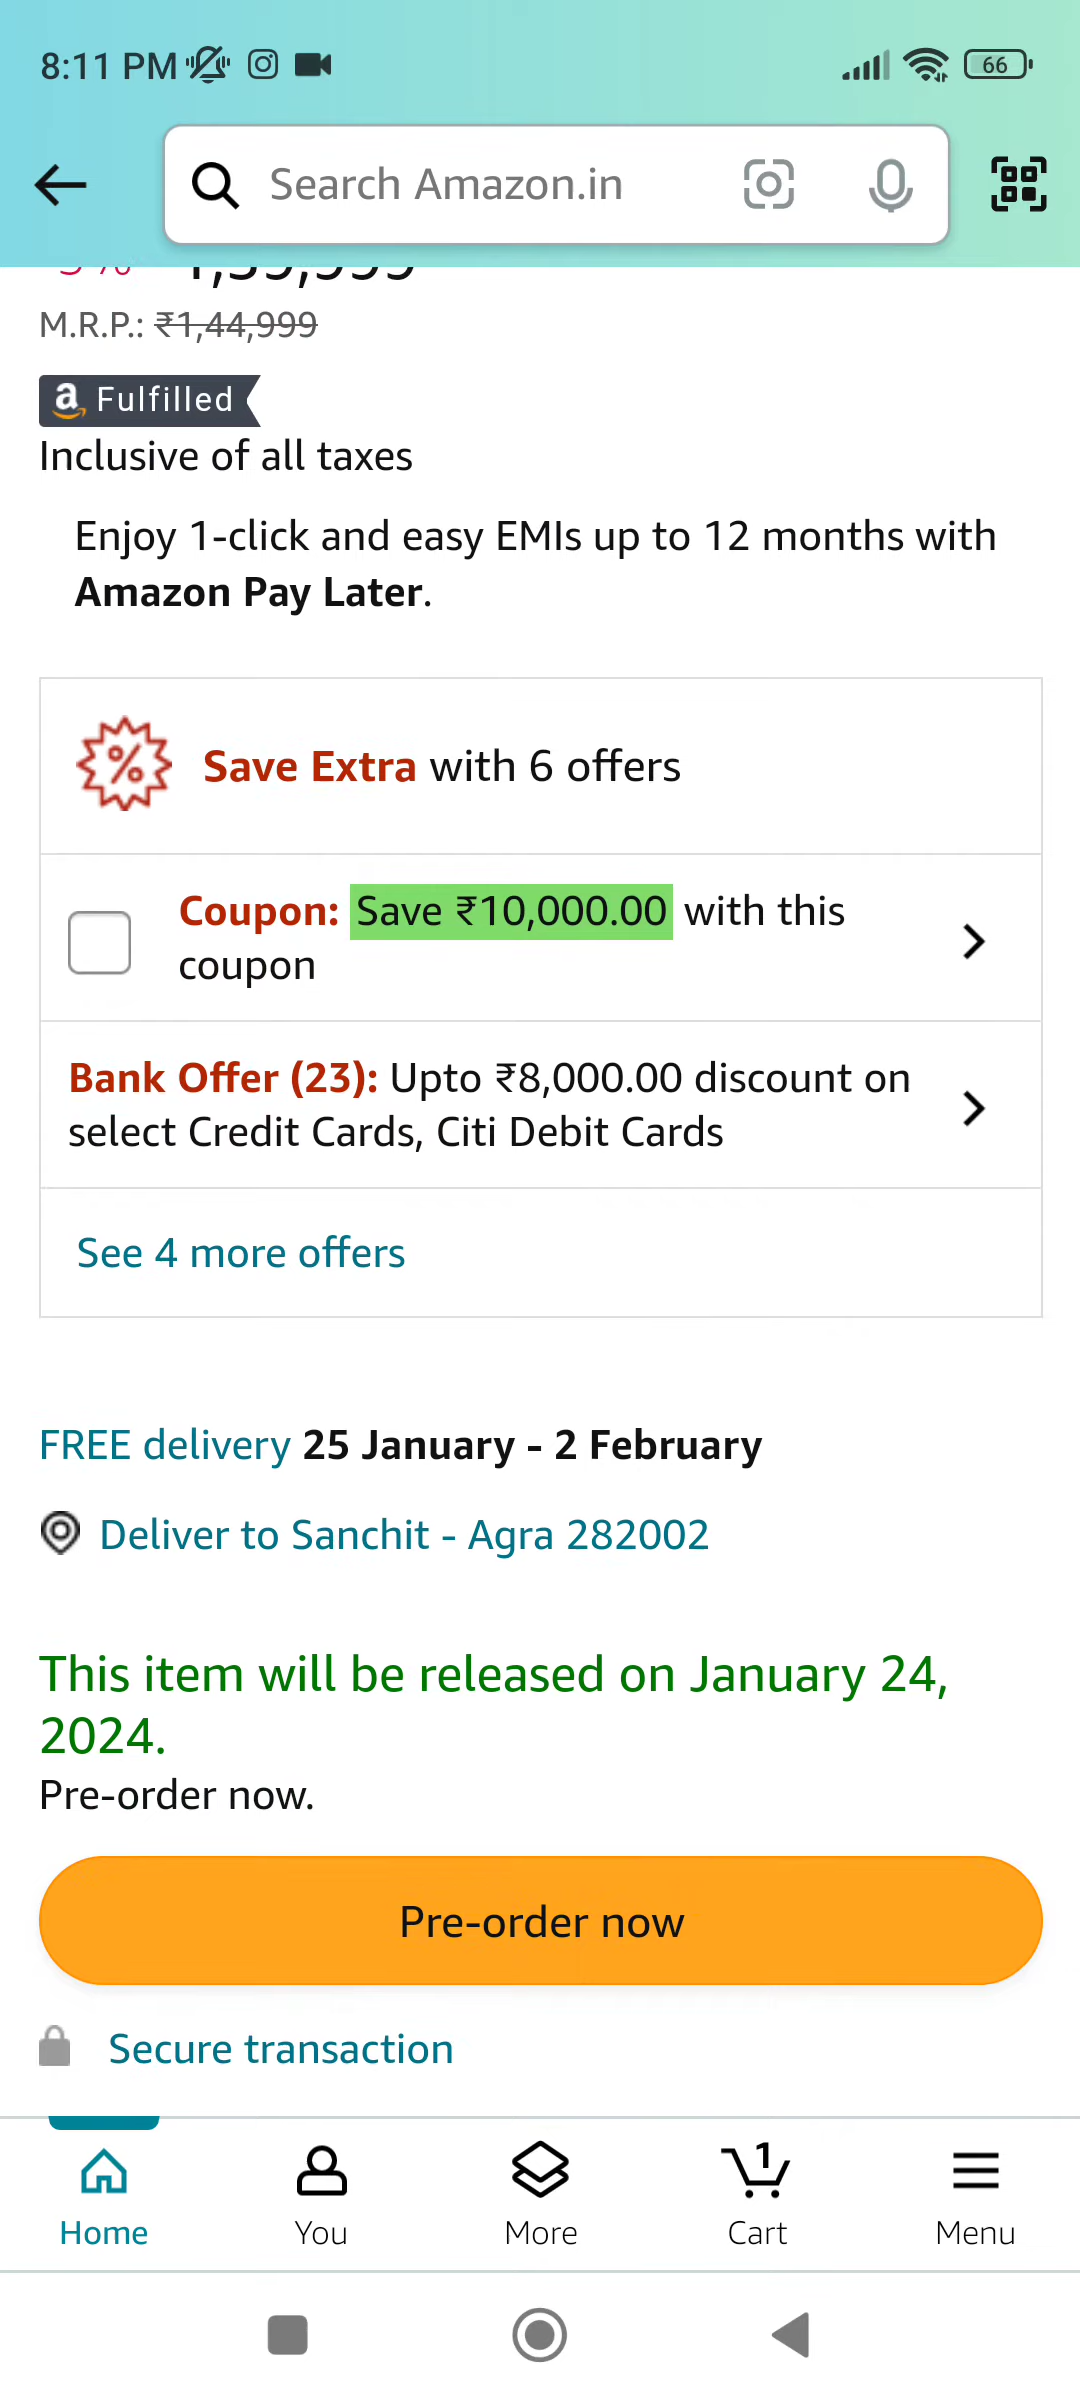 8:11 PM
66
Search Amazon.in
M.R.P.: ₹1,44,999
a Fulfilled
Inclusive of all taxes
Enjoy 1-click and easy EMIs up to 12 months with
Amazon Pay Later.
Save Extra with 6 offers
Coupon: Save ₹10,000.00 with this
coupon
Bank Offer (23): Upto ₹8,000.00 discount on
select Credit Cards, Citi Debit Cards
See 4 more offers
FREE delivery 25 January - 2 February
Deliver to Sanchit - Agra 282002
This item will be released on January 24,
2024.
Pre-order now.
Pre-order now
Secure transaction
1
Home You More Cart Menu